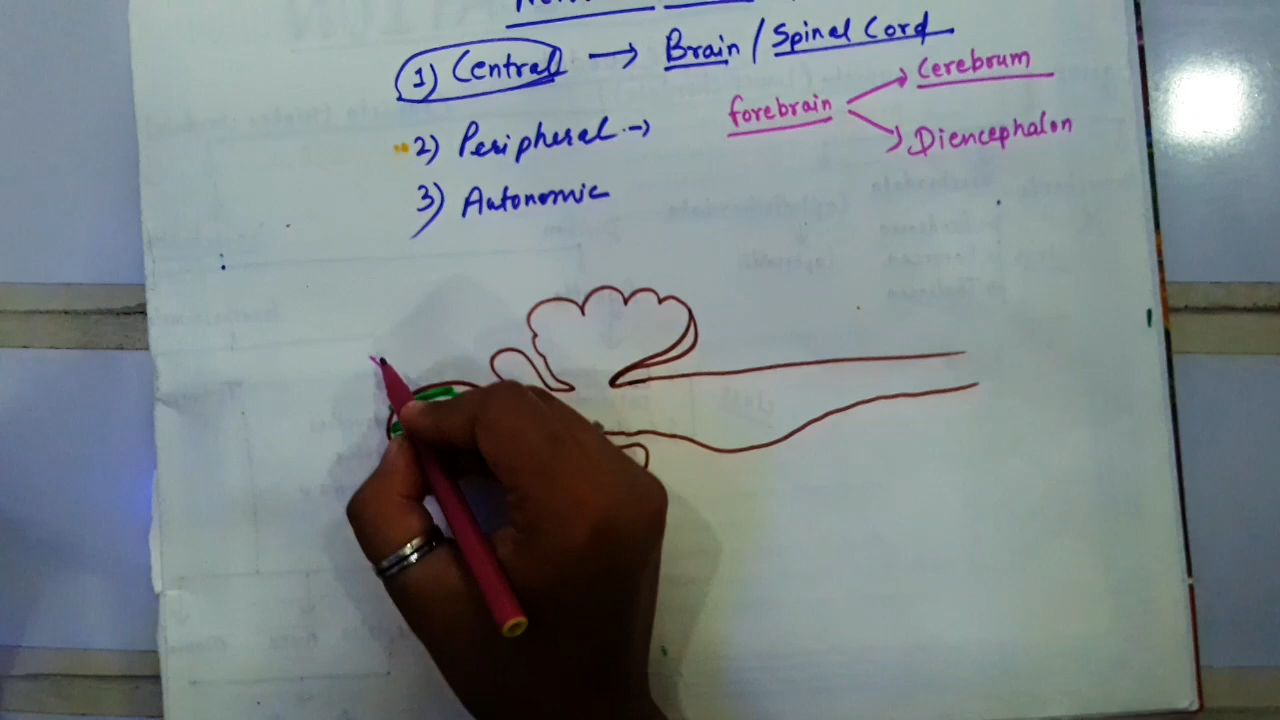 1) Central → Brain / Spinal Cord
forebrain
Cerebrum
Diencephalon
2) Peripheral →
3) Autonomic